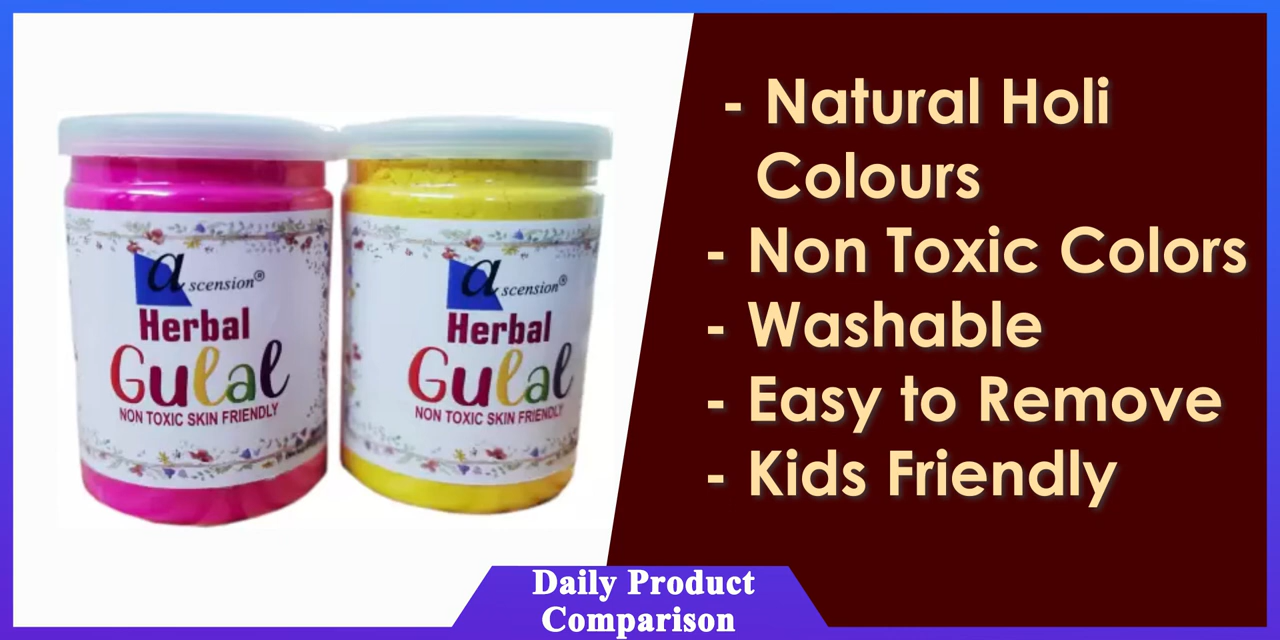 ascension®
Herbal
Gulal
NON TOXIC SKIN FRIENDLY
ascension®
Herbal
Gulal
NON TOXIC SKIN FRIENDLY
- Natural Holi
Colours
- Non Toxic Colors
- Washable
- Easy to Remove
- Kids Friendly
Daily Product
Comparison